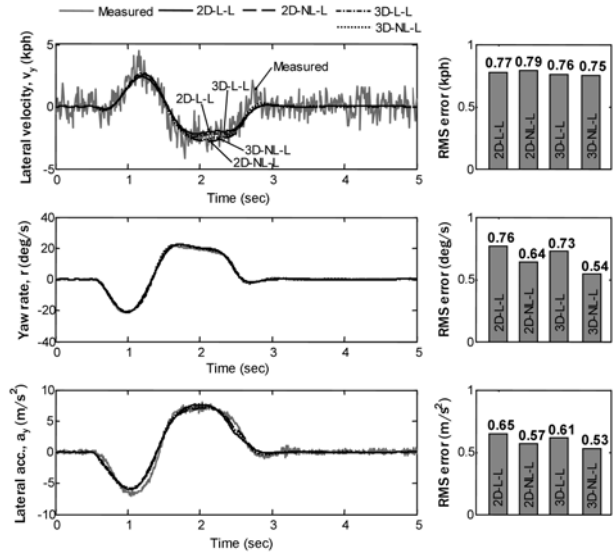 Measured 2D-L-L 2D-NL-L 3D-L-L
3D-NL-L
Lateral velocity, v_y (kph)
5
0
-5
Measured
2D-L-L
3D-L-L
3D-NL-L
2D-NL-L
0 1 2 3 4 5
Time (sec)
RMS error (kph)
1
0.5
0
0.77 0.79 0.76 0.75
2D-L-L 2D-NL-L 3D-L-L 3D-NL-L
Yaw rate, r (deg/s)
40
20
0
-20
-40
0 1 2 3 4 5
Time (sec)
RMS error (deg/s)
1
0.5
0
0.76 0.64 0.73 0.54
2D-L-L 2D-NL-L 3D-L-L 3D-NL-L
Lateral acc., a_y (m/s²)
10
5
0
-5
-10
0 1 2 3 4 5
Time (sec)
RMS error (m/s²)
1
0.5
0
0.65 0.57 0.61 0.53
2D-L-L 2D-NL-L 3D-L-L 3D-NL-L